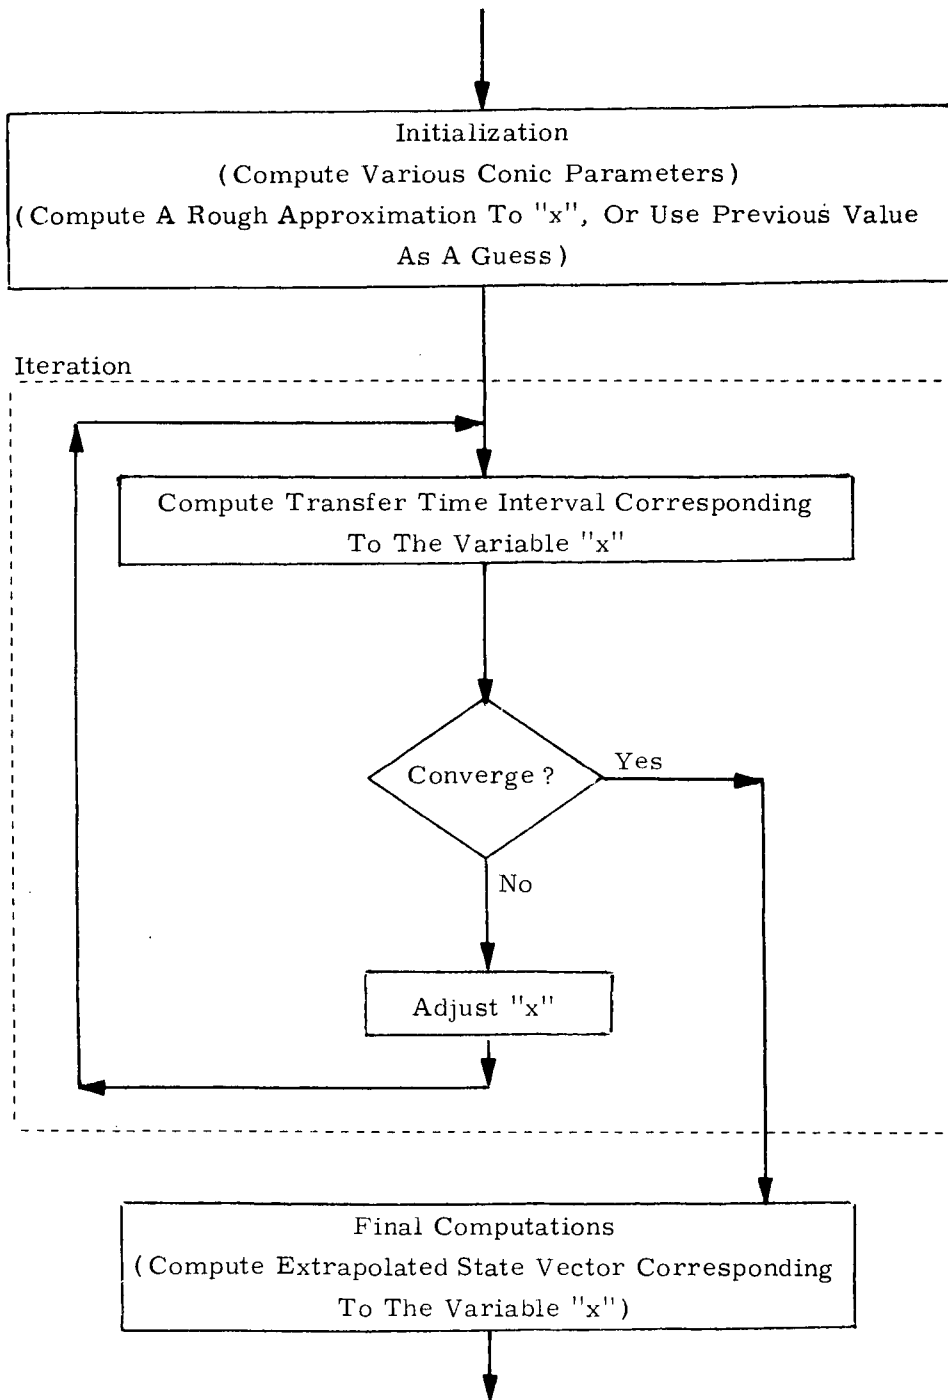 Initialization
(Compute Various Conic Parameters)
(Compute A Rough Approximation To "x", Or Use Previous Value
As A Guess)
Iteration
Compute Transfer Time Interval Corresponding
To The Variable "x"
Converge ?
Yes
No
Adjust "x"
Final Computations
(Compute Extrapolated State Vector Corresponding
To The Variable "x")